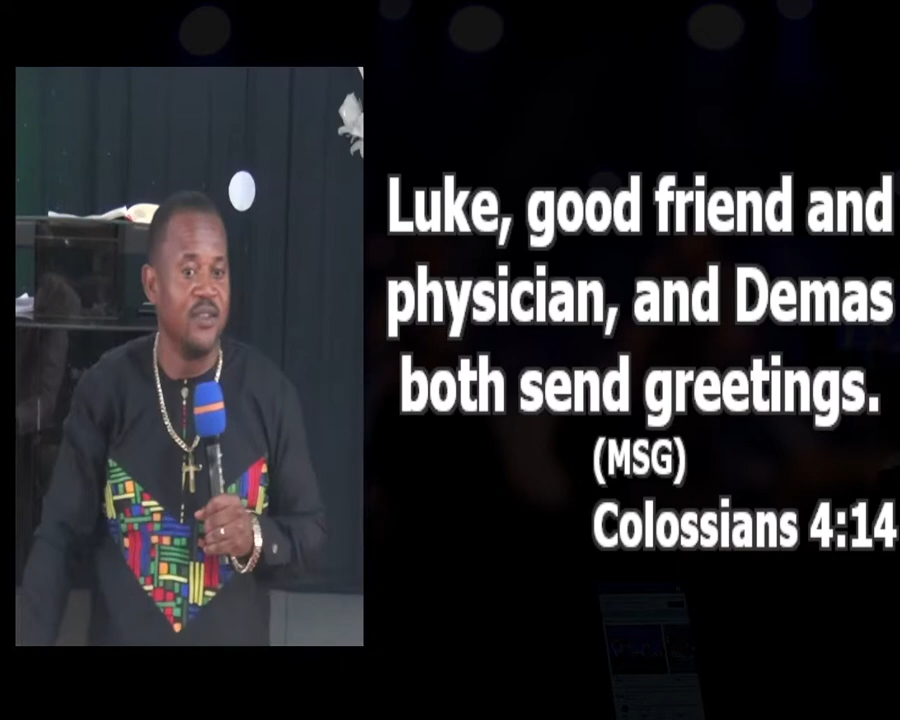 Luke, good friend and
physician, and Demas
both send greetings.
(MSG)
Colossians 4:14